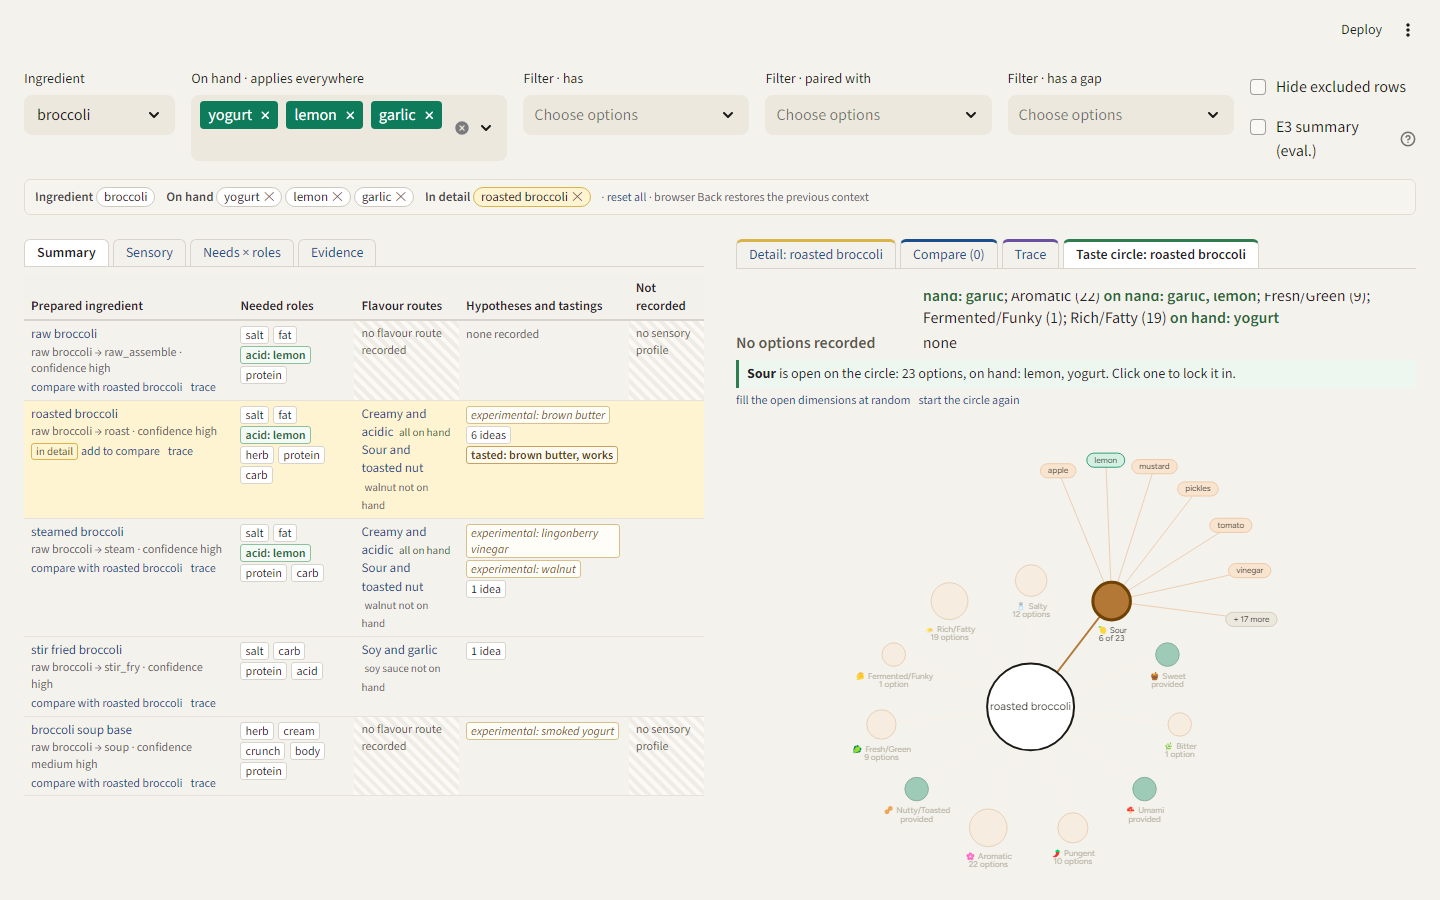 Deploy
Ingredient
broccoli
On hand · applies everywhere
yogurt × lemon × garlic ×
Filter · has
Choose options
Filter · paired with
Choose options
Filter · has a gap
Choose options
Hide excluded rows
E3 summary
(eval.)
Ingredient broccoli On hand yogurt × lemon × garlic × In detail roasted broccoli × · reset all · browser Back restores the previous context
Summary Sensory Needs × roles Evidence
Prepared ingredient Needed roles Flavour routes Hypotheses and tastings Not recorded
raw broccoli
raw broccoli → raw_assemble ·
confidence high
compare with roasted broccoli trace
salt fat
acid: lemon
protein
no flavour route
recorded
none recorded
no sensory
profile
roasted broccoli
raw broccoli → roast · confidence high
in detail add to compare trace
salt fat
acid: lemon
herb protein
carb
Creamy and
acidic all on hand
Sour and
toasted nut
walnut not on
hand
experimental: brown butter
6 ideas
tasted: brown butter, works
steamed broccoli
raw broccoli → steam · confidence high
compare with roasted broccoli trace
salt fat
acid: lemon
protein carb
Creamy and
acidic all on hand
Sour and
toasted nut
walnut not on
hand
experimental: lingonberry
vinegar
experimental: walnut
1 idea
stir fried broccoli
raw broccoli → stir_fry · confidence
high
compare with roasted broccoli trace
salt carb
protein acid
Soy and garlic
soy sauce not on
hand
1 idea
broccoli soup base
raw broccoli → soup · confidence
medium high
compare with roasted broccoli trace
herb cream
crunch body
protein
no flavour route
recorded
experimental: smoked yogurt
no sensory
profile
Detail: roasted broccoli Compare (0) Trace Taste circle: roasted broccoli
hand: garlic; Aromatic (22) on hand: garlic, lemon; Fresh/Green (9);
Fermented/Funky (1); Rich/Fatty (19) on hand: yogurt
No options recorded none
Sour is open on the circle: 23 options, on hand: lemon, yogurt. Click one to lock it in.
fill the open dimensions at random start the circle again
apple
lemon
mustard
pickles
tomato
vinegar
+ 17 more
Salty
12 options
Rich/Fatty
19 options
Sour
6 of 23
Fermented/Funky
1 option
Sweet
provided
roasted broccoli
Fresh/Green
9 options
Bitter
1 option
Nutty/Toasted
provided
Umami
provided
Aromatic
22 options
Pungent
10 options